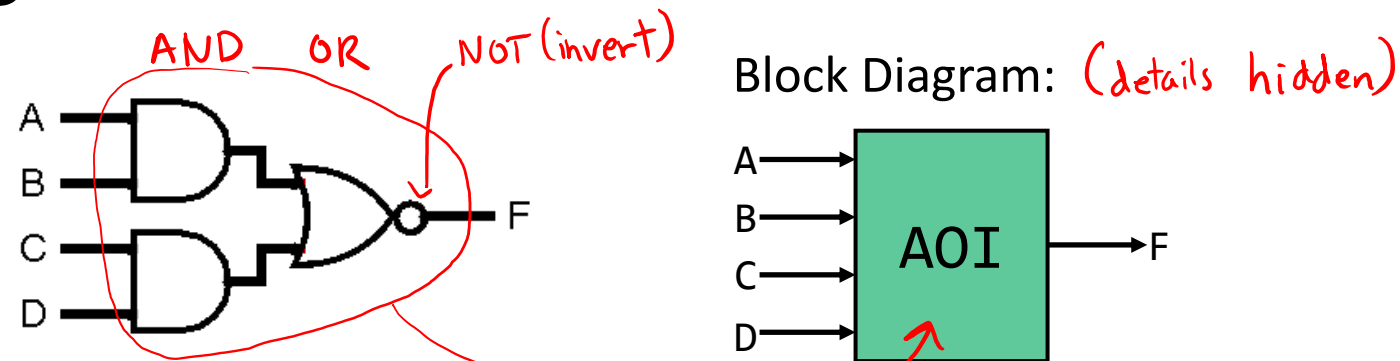 AND OR NOT (invert)
A
B
C
D
F
Block Diagram: (details hidden)
A
B
C
D
AOI
F